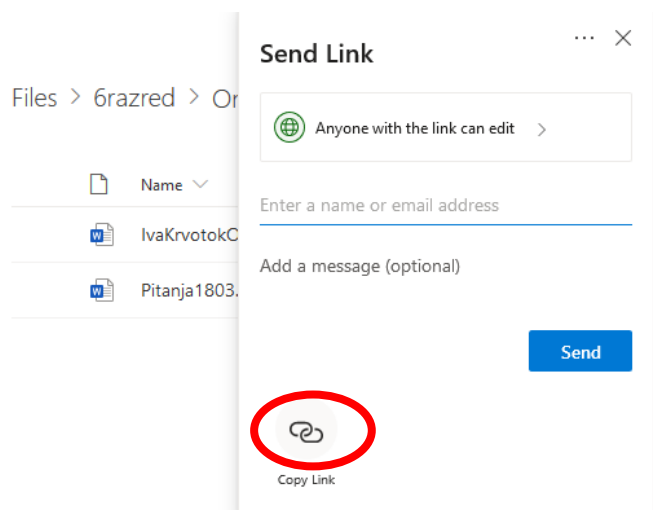 Send Link
Files > 6razred > Or
Anyone with the link can edit >
Name
Enter a name or email address
IvaKrvotokO
Add a message (optional)
Pitanja1803.
Send
Copy Link